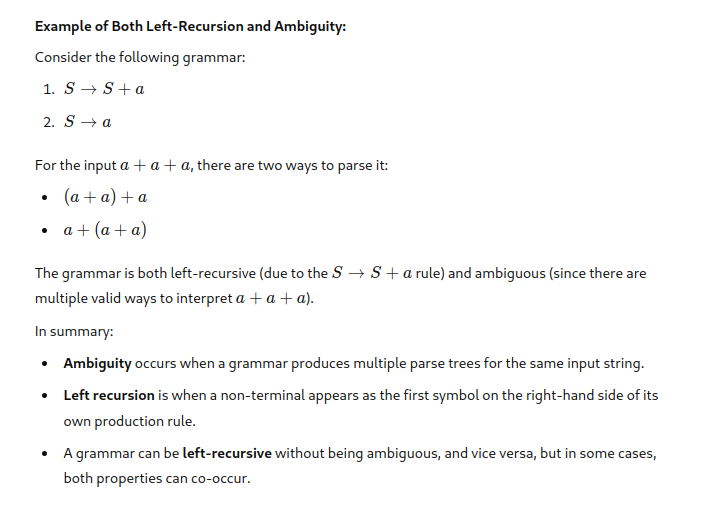 Example of Both Left-Recursion and Ambiguity:
Consider the following grammar:
1. S → S + a
2. S → a
For the input a + a + a, there are two ways to parse it:
• (a + a) + a
• a + (a + a)
The grammar is both left-recursive (due to the S → S + a rule) and ambiguous (since there are
multiple valid ways to interpret a + a + a).
In summary:
• Ambiguity occurs when a grammar produces multiple parse trees for the same input string.
• Left recursion is when a non-terminal appears as the first symbol on the right-hand side of its
own production rule.
• A grammar can be left-recursive without being ambiguous, and vice versa, but in some cases,
both properties can co-occur.